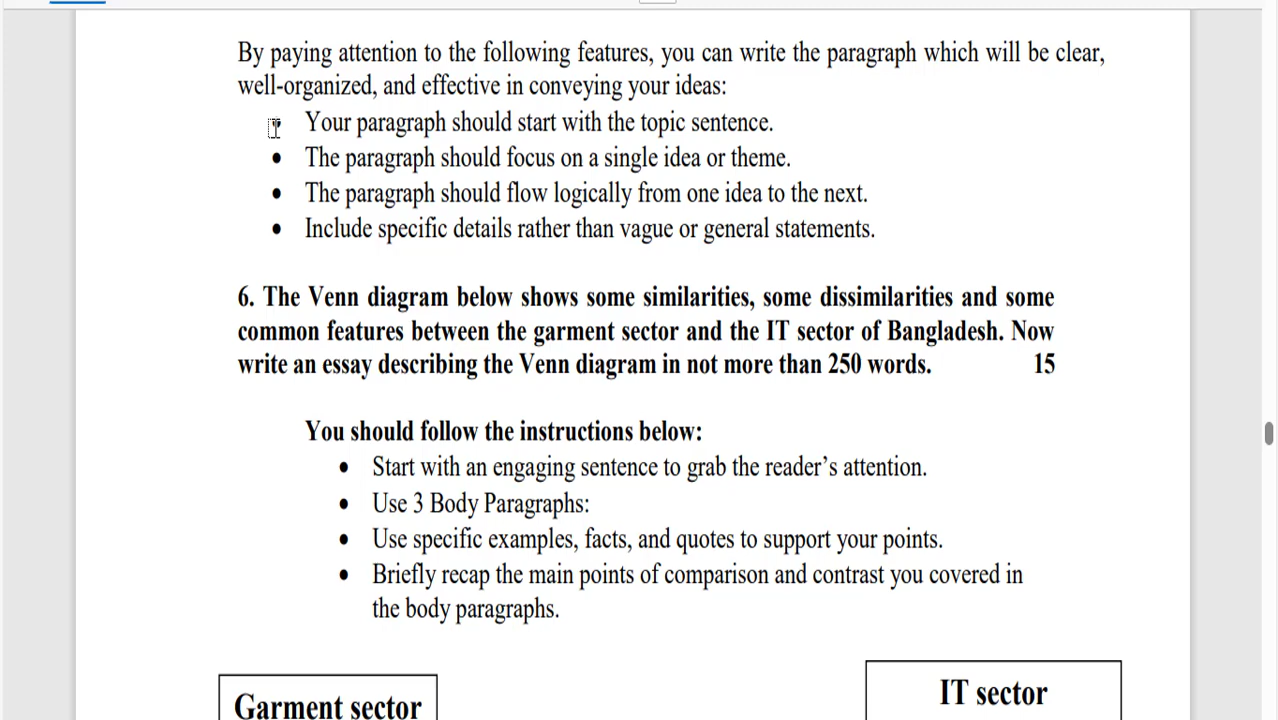 By paying attention to the following features, you can write the paragraph which will be clear,
well-organized, and effective in conveying your ideas:
Your paragraph should start with the topic sentence.
• The paragraph should focus on a single idea or theme.
• The paragraph should flow logically from one idea to the next.
• Include specific details rather than vague or general statements.
6. The Venn diagram below shows some similarities, some dissimilarities and some
common features between the garment sector and the IT sector of Bangladesh. Now
write an essay describing the Venn diagram in not more than 250 words. 15
You should follow the instructions below:
• Start with an engaging sentence to grab the reader’s attention.
• Use 3 Body Paragraphs:
• Use specific examples, facts, and quotes to support your points.
• Briefly recap the main points of comparison and contrast you covered in
the body paragraphs.
Garment sector
IT sector